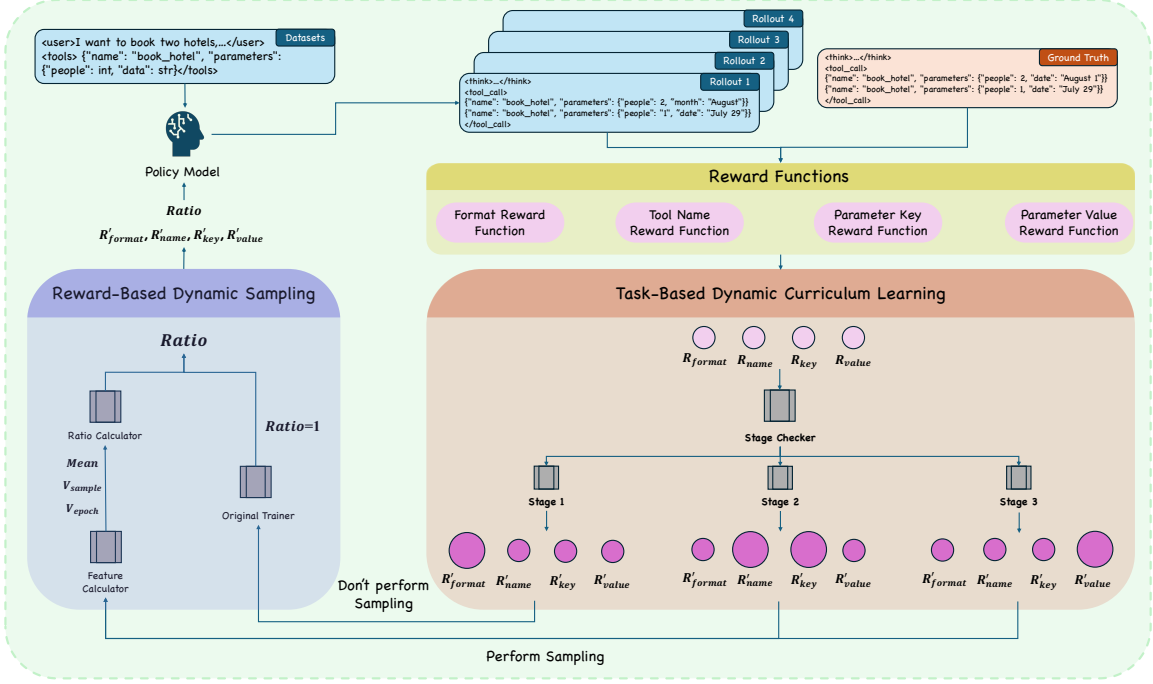 Datasets
<user>I want to book two hotels,...</user>
<tools> {"name": "book_hotel", "parameters":
{"people": int, "data": str}</tools>
Policy Model
Ratio
R'format, R'name, R'key, R'value
Rollout 4
Rollout 3
Rollout 2
Rollout 1
<think>...</think>
<tool_call>
{"name": "book_hotel", "parameters": {"people": 2, "month": "August"}}
{"name": "book_hotel", "parameters": {"people": "1", "date": "July 29"}}
</tool_call>
Ground Truth
<think>...</think>
<tool_call>
{"name": "book_hotel", "parameters": {"people": 2, "date": "August 1"}}
{"name": "book_hotel", "parameters": {"people": 1, "date": "July 29"}}
</tool_call>
Reward Functions
Format Reward
Function
Tool Name
Reward Function
Parameter Key
Reward Function
Parameter Value
Reward Function
Reward-Based Dynamic Sampling
Ratio
Ratio Calculator
Ratio=1
Mean
Vsample
Vepoch
Original Trainer
Feature
Calculator
Task-Based Dynamic Curriculum Learning
Rformat Rname Rkey Rvalue
Stage Checker
Stage 1
Stage 2
Stage 3
R'format R'name R'key R'value
R'format R'name R'key R'value
R'format R'name R'key R'value
Don't perform
Sampling
Perform Sampling